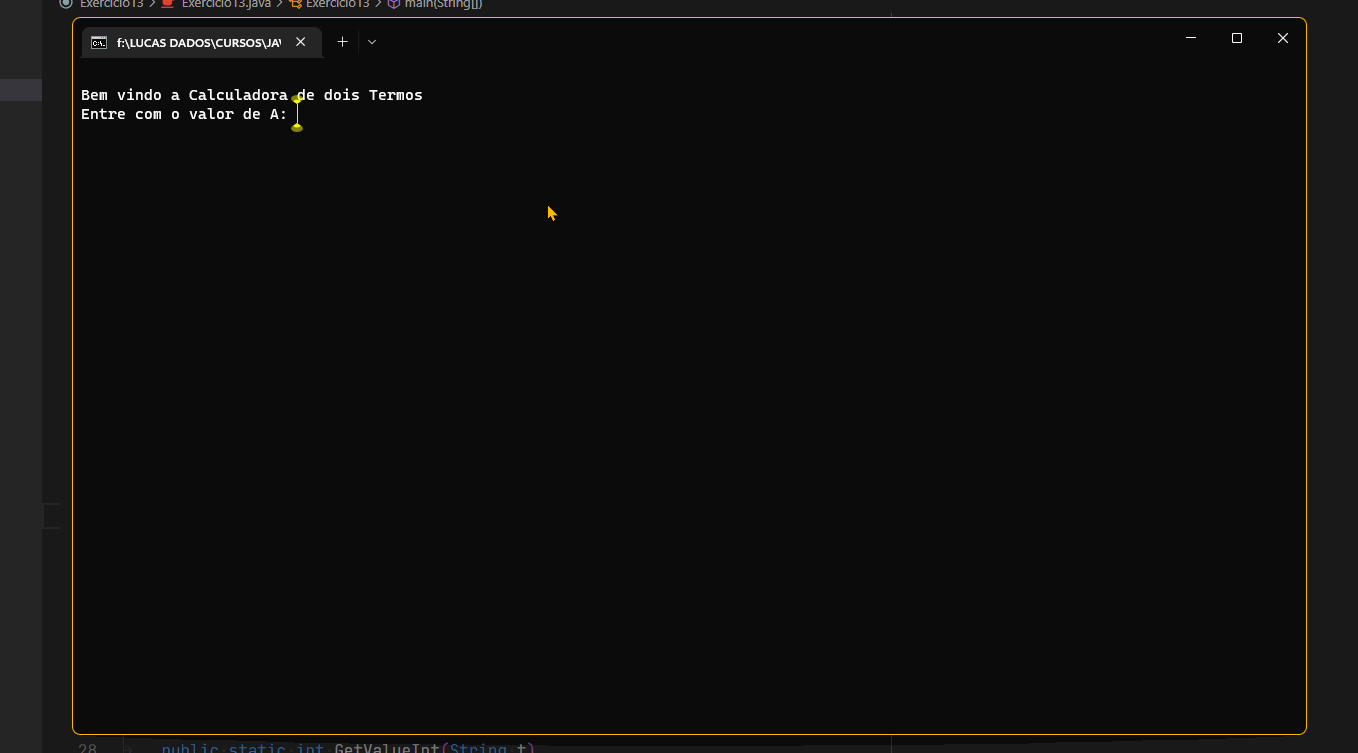 Exercicio13 > Exercicio13.java > Exercicio13 > main(String[])
f:\LUCAS DADOS\CURSOS\JA
Bem vindo a Calculadora de dois Termos
Entre com o valor de A:
28 public static int GetValueInt(String t)